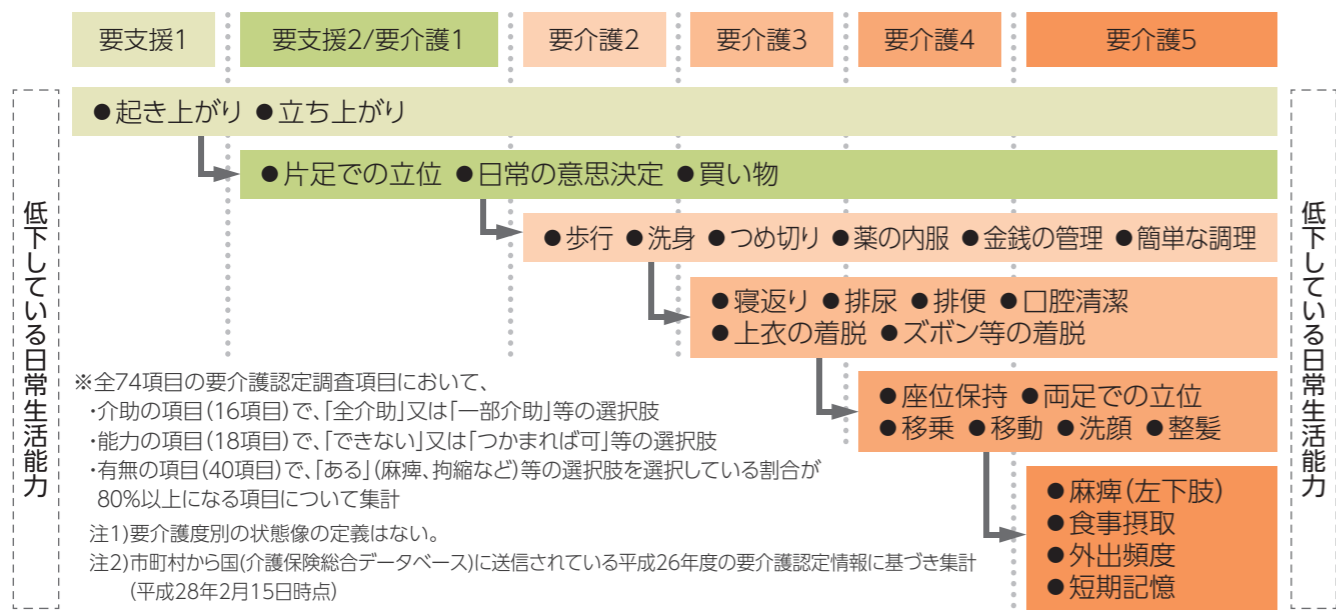 要支援1
要支援2/要介護1
要介護2
要介護3
要介護4
要介護5
低下している日常生活能力
●起き上がり ●立ち上がり
●片足での立位 ●日常の意思決定 ●買い物
●歩行 ●洗身 ●つめ切り ●薬の内服 ●金銭の管理 ●簡単な調理
●寝返り ●排尿 ●排便 ●口腔清潔
●上衣の着脱 ●ズボン等の着脱
●座位保持 ●両足での立位
●移乗 ●移動 ●洗顔 ●整髪
●麻痺(左下肢)
●食事摂取
●外出頻度
●短期記憶
※全74項目の要介護認定調査項目において、
・介助の項目(16項目)で、「全介助」又は「一部介助」等の選択肢
・能力の項目(18項目)で、「できない」又は「つかまれば可」等の選択肢
・有無の項目(40項目)で、「ある」(麻痺、拘縮など)等の選択肢を選択している割合が
80%以上になる項目について集計
注1)要介護度別の状態像の定義はない。
注2)市町村から国(介護保険総合データベース)に送信されている平成26年度の要介護認定情報に基づき集計
(平成28年2月15日時点)
低下している日常生活能力